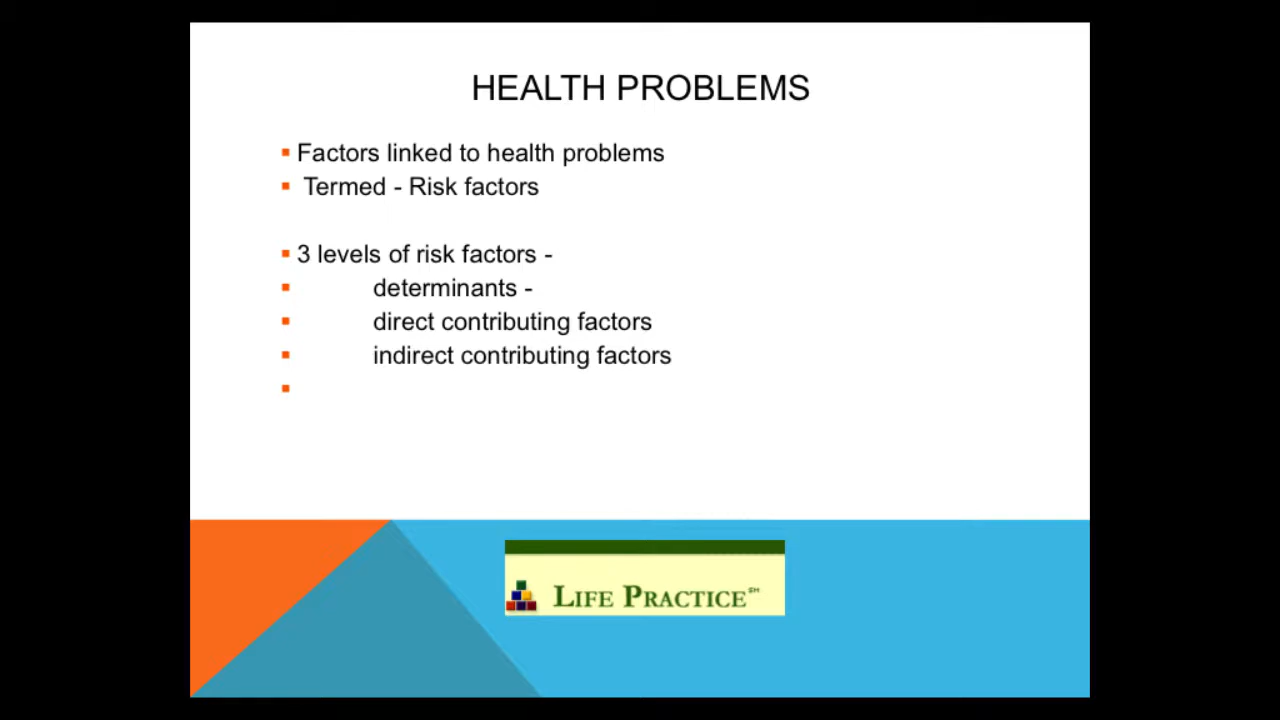 HEALTH PROBLEMS
Factors linked to health problems
Termed - Risk factors
3 levels of risk factors -
determinants -
direct contributing factors
indirect contributing factors
LIFE PRACTICE℠